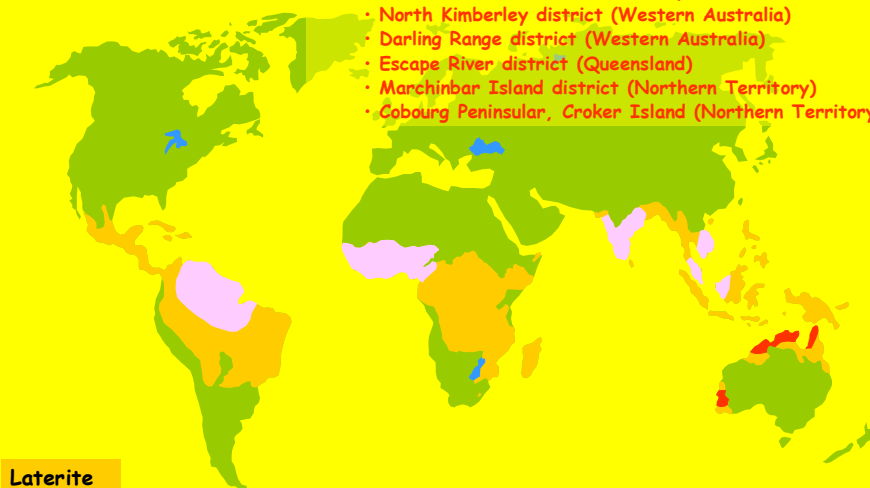 • North Kimberley district (Western Australia)
• Darling Range district (Western Australia)
• Escape River district (Queensland)
• Marchinbar Island district (Northern Territory)
• Cobourg Peninsular, Croker Island (Northern Territory
Laterite